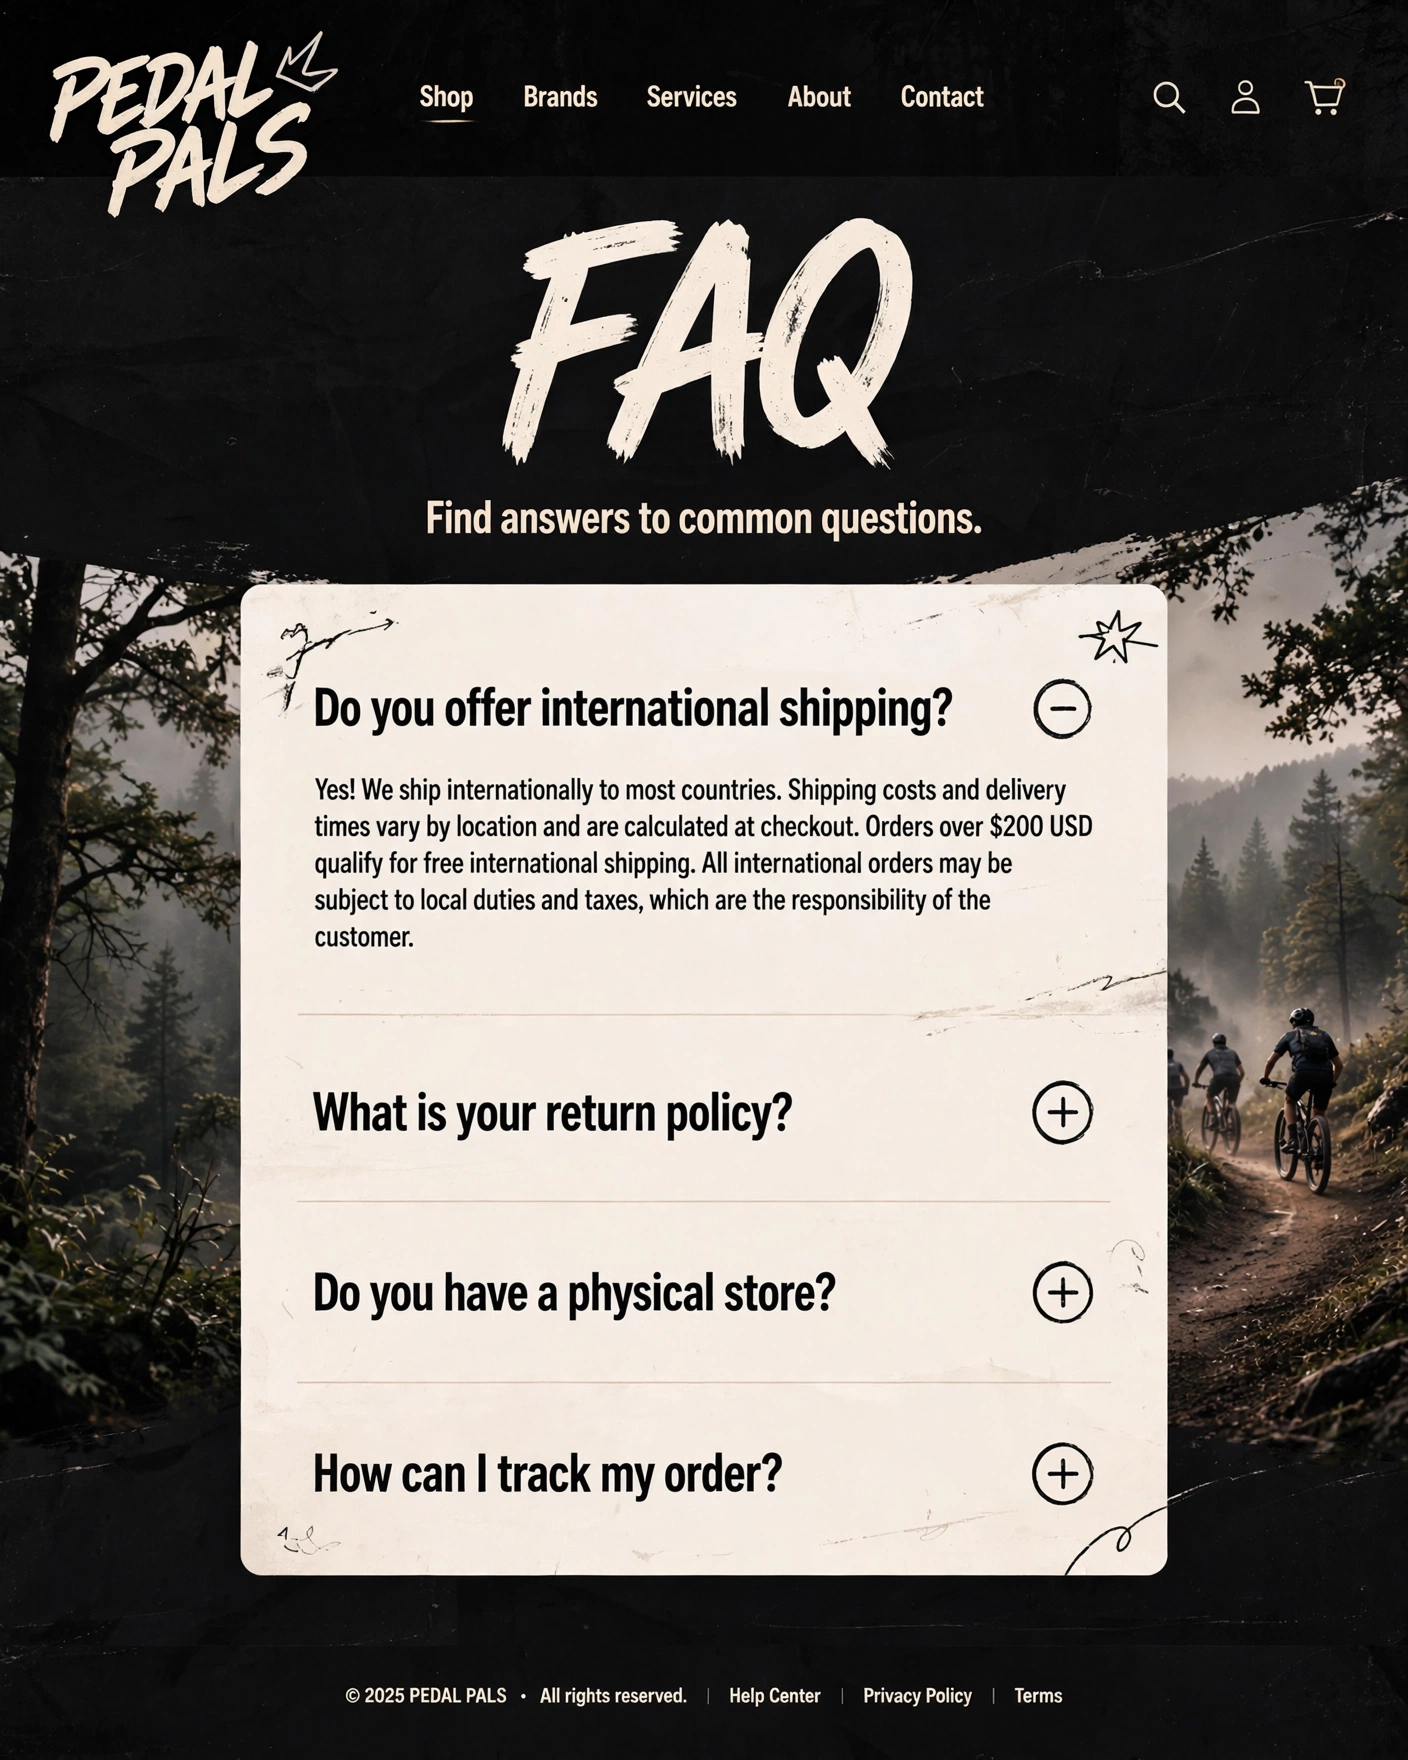 PEDAL
PALS
Shop Brands Services About Contact
FAQ
Find answers to common questions.
Do you offer international shipping?
Yes! We ship internationally to most countries. Shipping costs and delivery
times vary by location and are calculated at checkout. Orders over $200 USD
qualify for free international shipping. All international orders may be
subject to local duties and taxes, which are the responsibility of the
customer.
What is your return policy?
Do you have a physical store?
How can I track my order?
© 2025 PEDAL PALS • All rights reserved. | Help Center | Privacy Policy | Terms